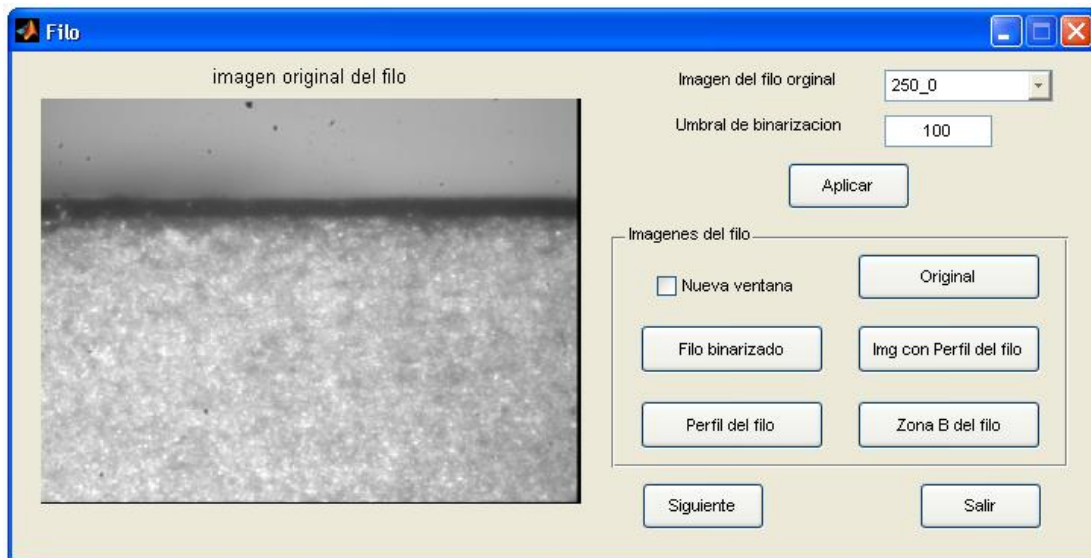 Filo
imagen original del filo
Imagen del filo orginal
250_0
Umbral de binarizacion
100
Aplicar
Imagenes del filo
Nueva ventana
Original
Filo binarizado
Img con Perfil del filo
Perfil del filo
Zona B del filo
Siguiente
Salir